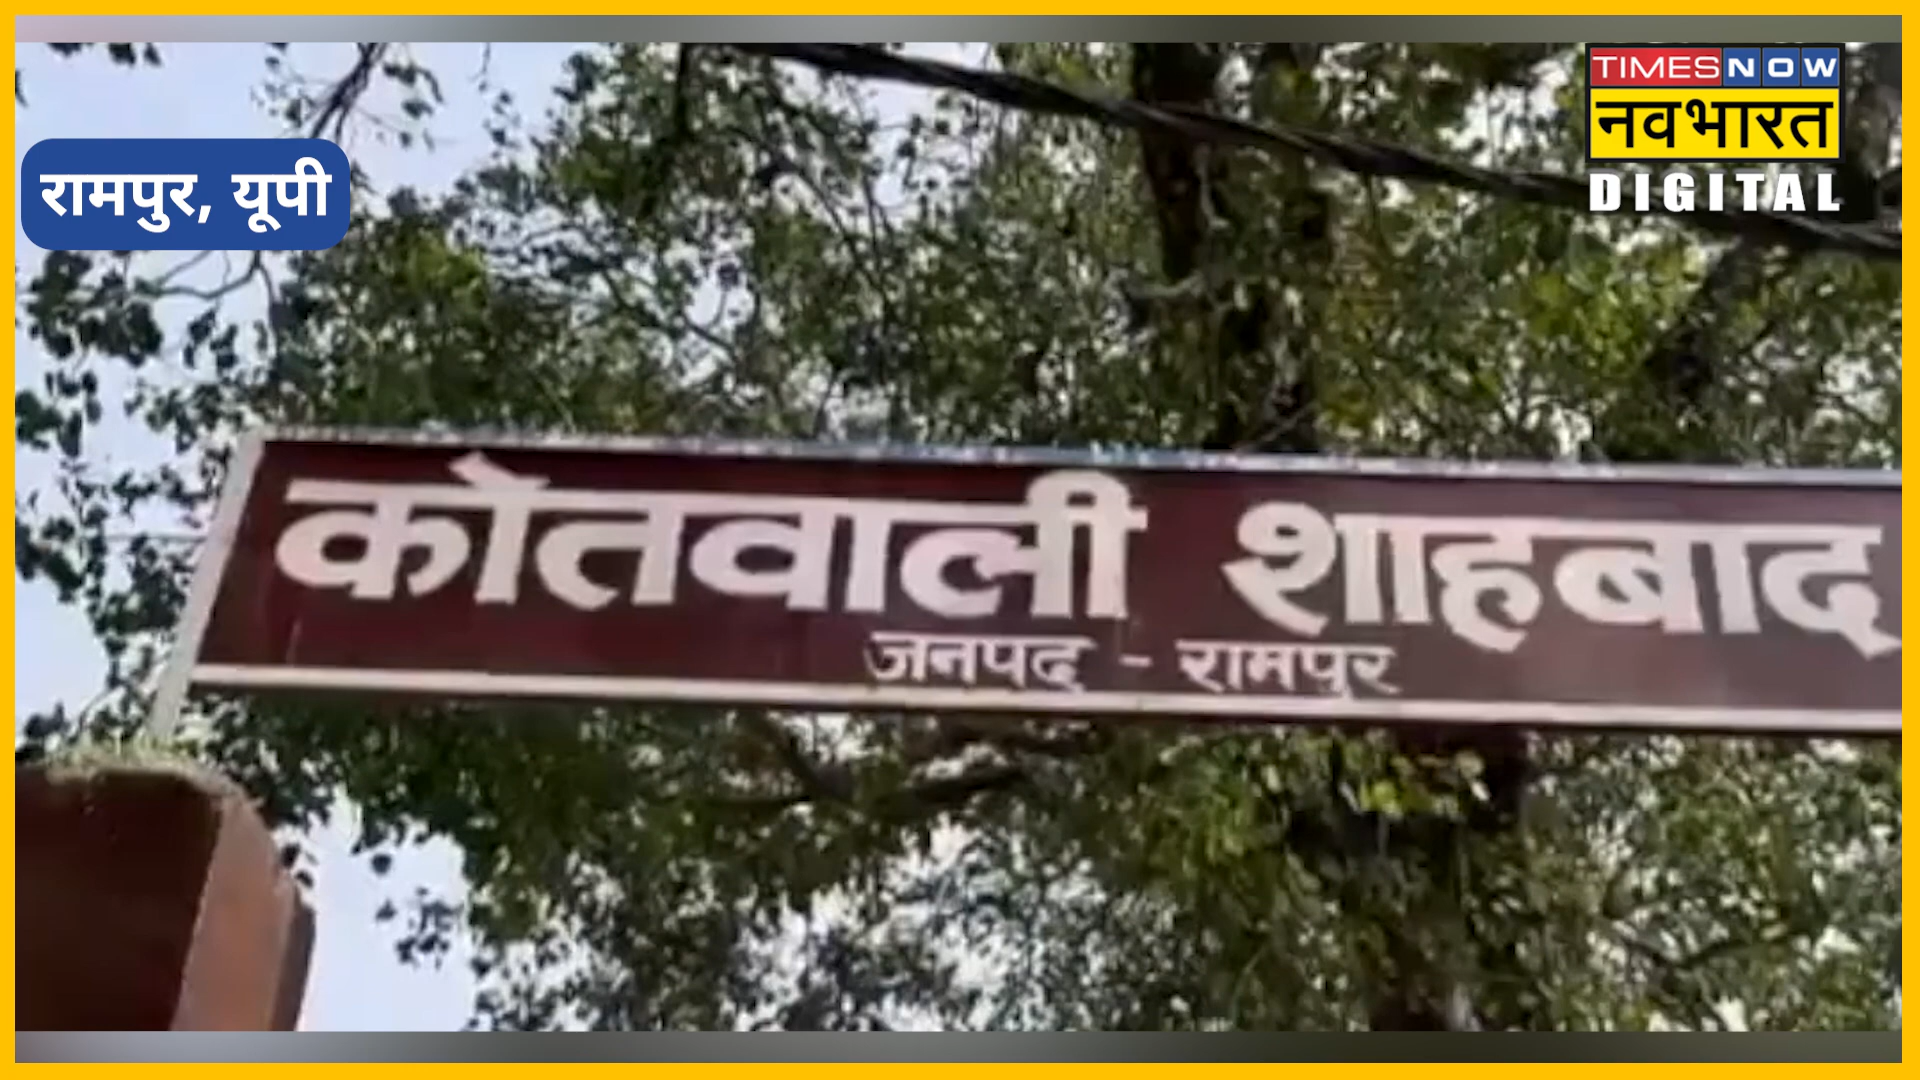 TIMES NOW
नवभारत
DIGITAL
रामपुर, यूपी
कोतवाली शाहबाद
जनपद - रामपुर